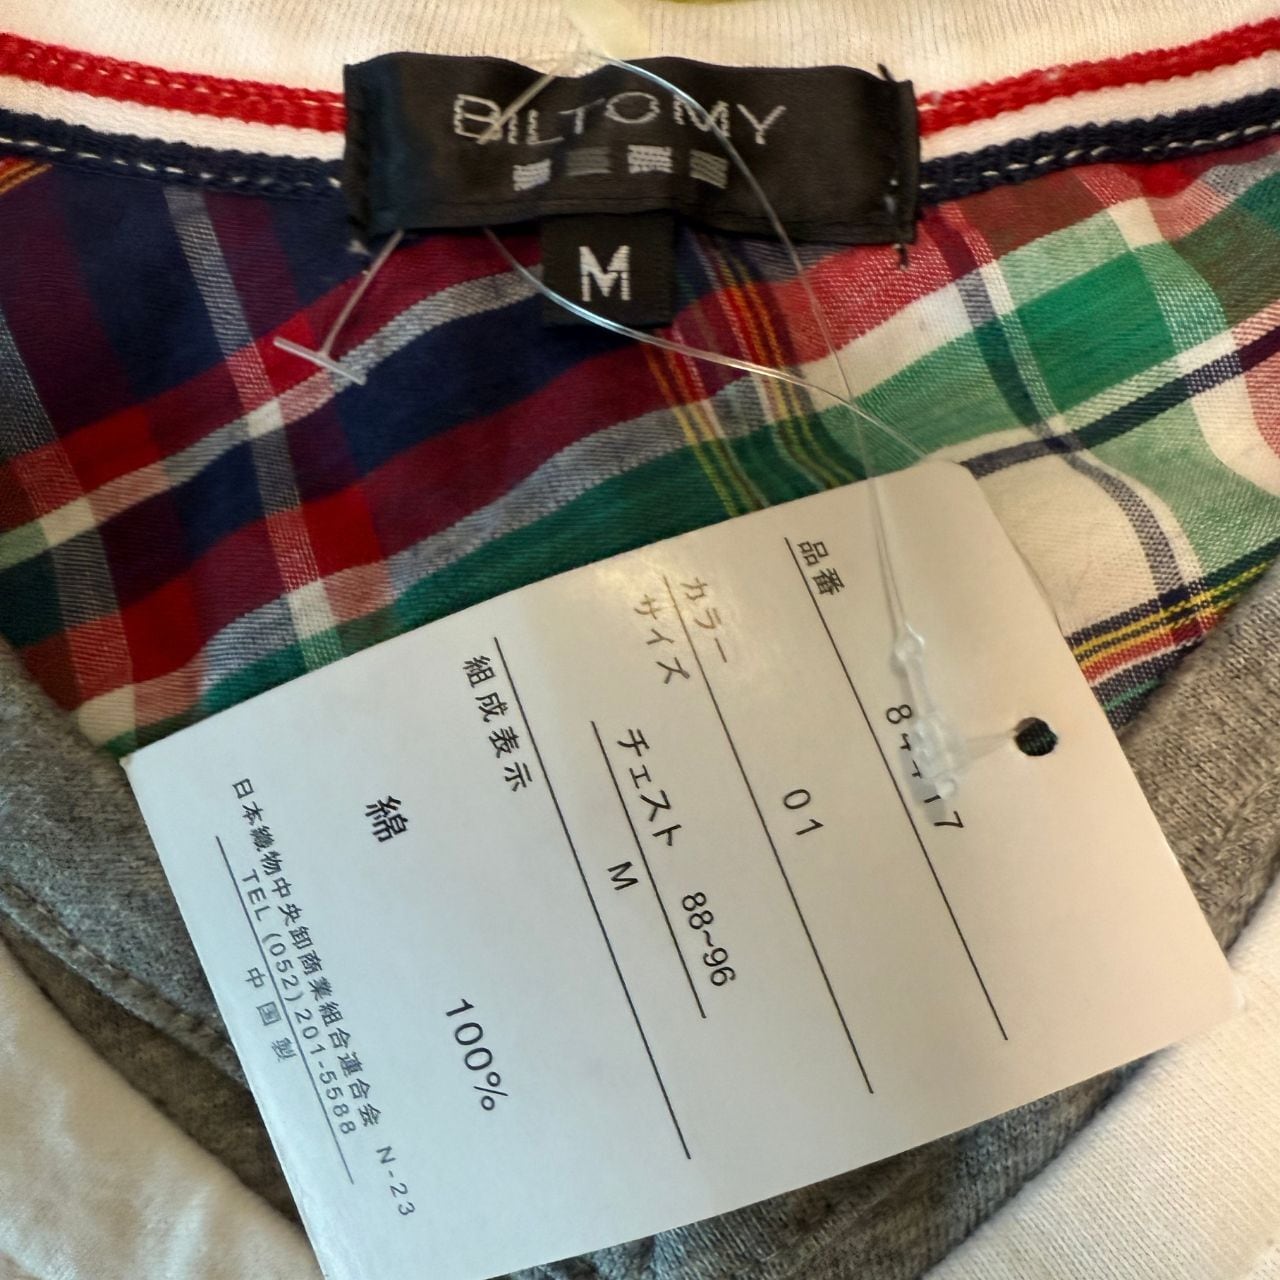 BILTOMY
M
品番
84417
カラー
01
サイズ
チェスト 88~96
M
組成表示
綿 100%
日本織物中央卸商業組合連合会 N-23
TEL (052) 201-5588
中国製